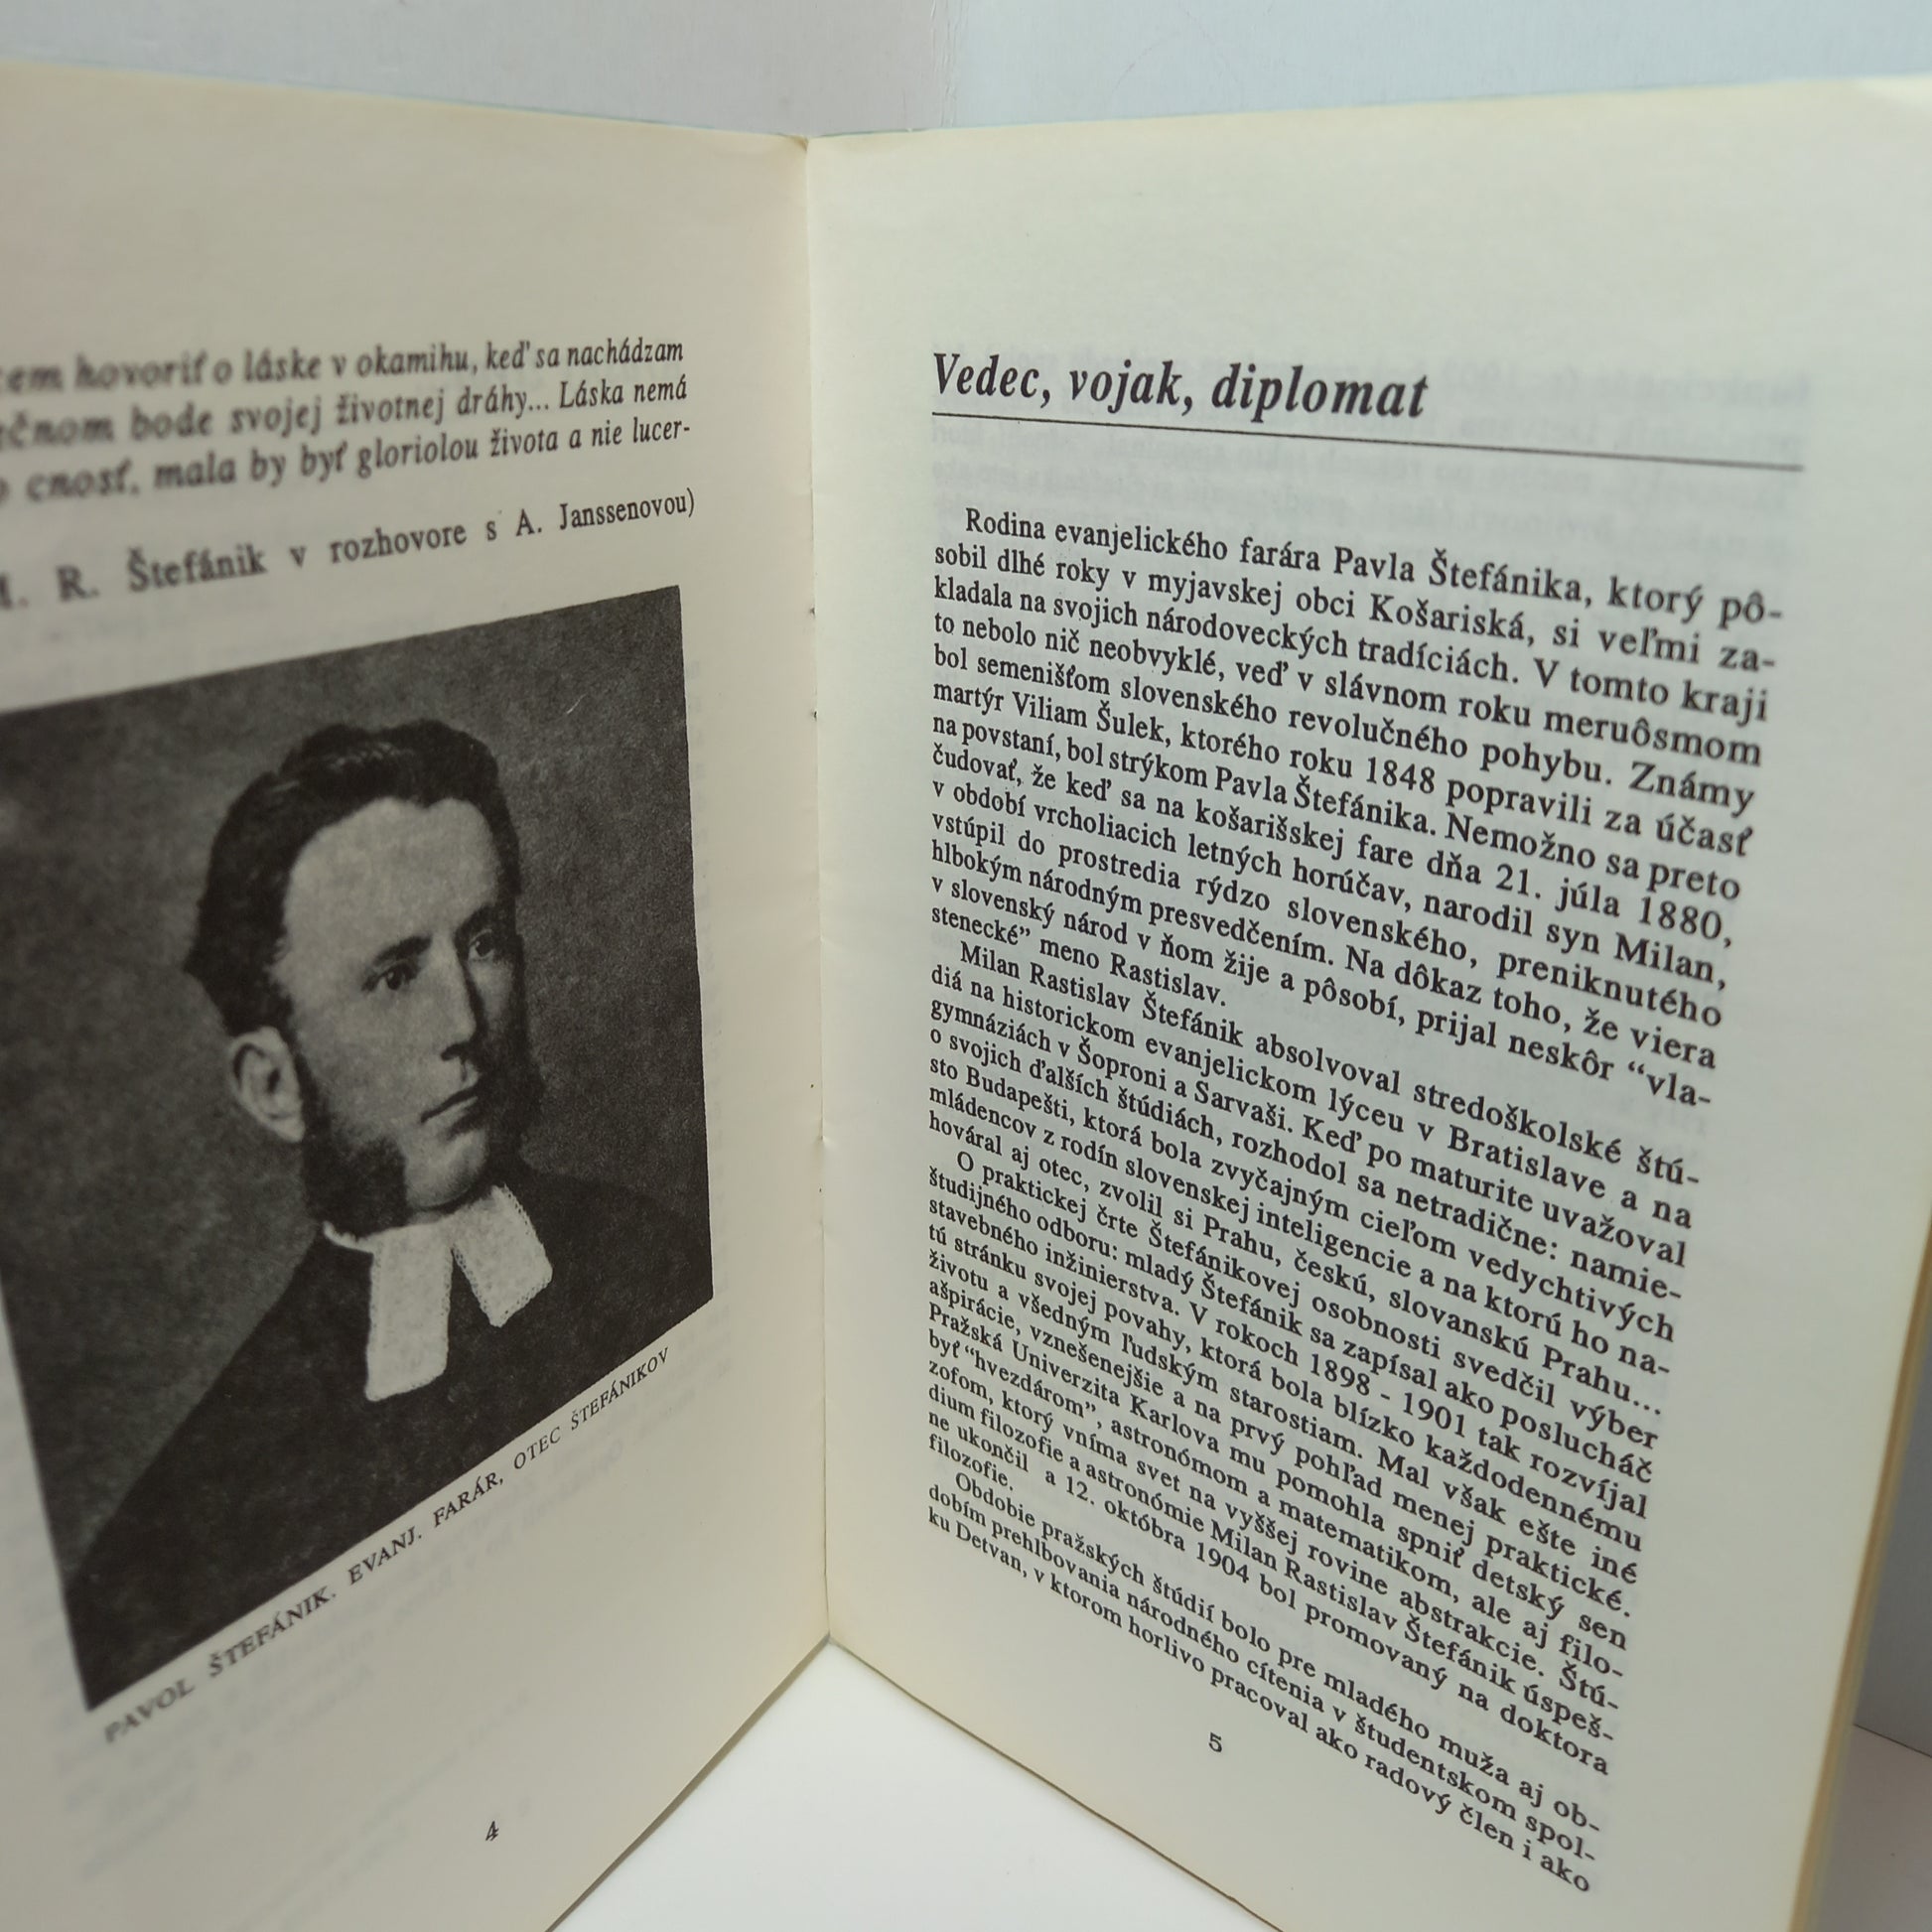 hovoriť o láske v okamihu, keď sa nachádzam
bode svojej životnej dráhy... Láska nemá
cnosť, mala by byť gloriolou života a nie lucer-
R. Štefánik v rozhovore s A. Janssenovou)
PAVOL ŠTEFÁNIK. EVANJ. FARÁR, OTEC ŠTEFÁNIKOV
4
Vedec, vojak, diplomat
Rodina evanjelického farára Pavla Štefánika, ktorý pô-
sobil dlhé roky v myjavskej obci Košariská, si veľmi za-
kladala na svojich národoveckých tradíciách. V tomto kraji
to nebolo nič neobvyklé, veď v slávnom roku meruôsmom
bol semenišťom slovenského revolučného pohybu. Známy
martýr Viliam Šulek, ktorého roku 1848 popravili za účasť
na povstaní, bol strýkom Pavla Štefánika. Nemožno sa preto
čudovať, že keď sa na košarišskej fare dňa 21. júla 1880,
v období vrcholiacich letných horúčav, narodil syn Milan,
vstúpil do prostredia rýdzo slovenského, preniknutého
hlbokým národným presvedčením. Na dôkaz toho, že viera
v slovenský národ v ňom žije a pôsobí, prijal neskôr “vla-
stenecké” meno Rastislav.
Milan Rastislav Štefánik absolvoval stredoškolské štú-
diá na historickom evanjelickom lýceu v Bratislave a na
gymnáziách v Šoproni a Sarvaši. Keď po maturite uvažoval
o svojich ďalších štúdiách, rozhodol sa netradične: namie-
sto Budapešti, ktorá bola zvyčajným cieľom vedychtivých
mládencov z rodín slovenskej inteligencie a na ktorú ho na-
hováral aj otec, zvolil si Prahu, českú, slovanskú Prahu...
O praktickej črte Štefánikovej osobnosti svedčil výber
študijného odboru: mladý Štefánik sa zapísal ako poslucháč
stavebného inžinierstva. V rokoch 1898 - 1901 tak rozvíjal
tú stránku svojej povahy, ktorá bola blízko každodennému
životu a všedným ľudským starostiam. Mal však ešte iné
ašpirácie, vznešenejšie a na prvý pohľad menej praktické.
Pražská Univerzita Karlova mu pomohla spniť detský sen
byť “hvezdárom”, astronómom a matematikom, ale aj filo-
zofom, ktorý vníma svet na vyššej rovine abstrakcie. Štú-
dium filozofie a astronómie Milan Rastislav Štefánik úspeš-
ne ukončil a 12. októbra 1904 bol promovaný na doktora
filozofie.
Obdobie pražských štúdií bolo pre mladého muža aj ob-
dobím prehlbovania národného cítenia v študentskom spol-
ku Detvan, v ktorom horlivo pracoval ako radový člen i ako
5